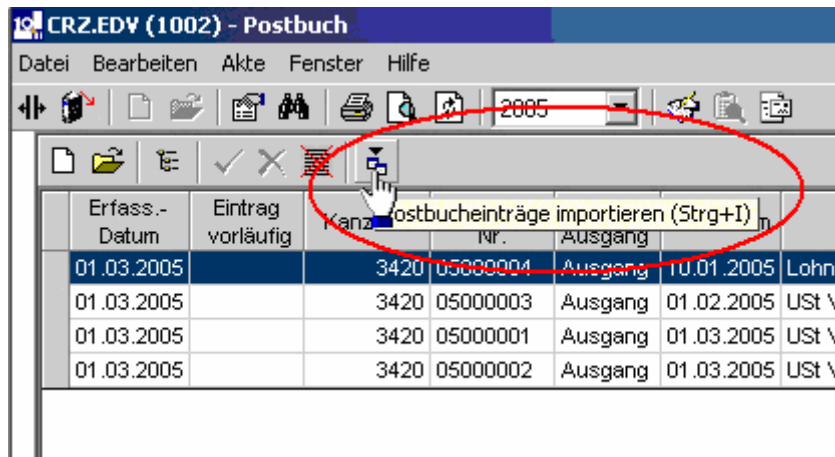 CRZ.EDV (1002) - Postbuch
Datei Bearbeiten Akte Fenster Hilfe
2005
Erfass.- Eintrag
Datum vorläufig Nr. Ausgang
ostbucheinträge importieren (Strg+I)
01.03.2005 3420 05000004 Ausgang 10.01.2005 Lohn
01.03.2005 3420 05000003 Ausgang 01.02.2005 USt
01.03.2005 3420 05000001 Ausgang 01.03.2005 USt
01.03.2005 3420 05000002 Ausgang 01.03.2005 USt